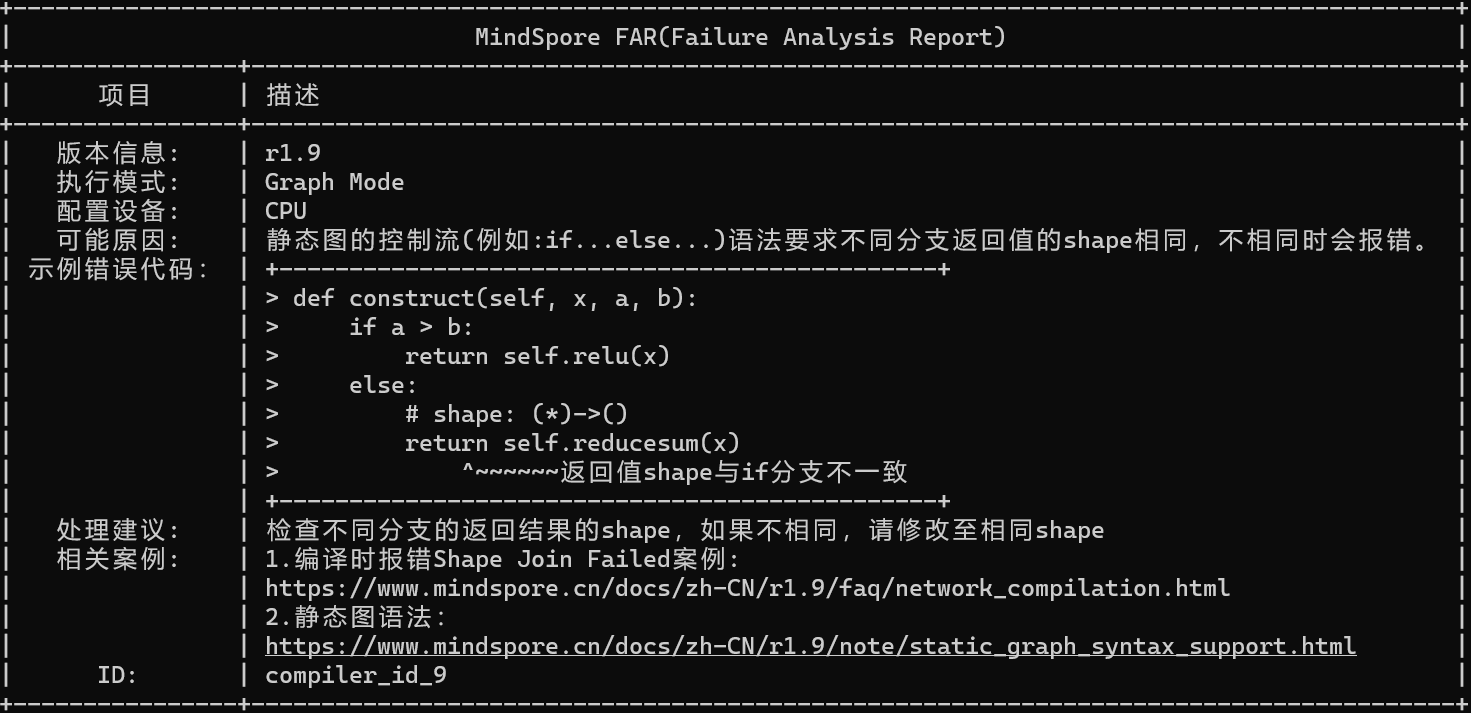 MindSpore FAR(Failure Analysis Report)
项目 | 描述
版本信息: | r1.9
执行模式: | Graph Mode
配置设备: | CPU
可能原因: | 静态图的控制流(例如:if...else...)语法要求不同分支返回值的shape相同，不相同时会报错。
示例错误代码: | +-----------------------------------------------+
> def construct(self, x, a, b):
>     if a > b:
>         return self.relu(x)
>     else:
>         # shape: (*)->()
>         return self.reducesum(x)
>             ^~~~~~~返回值shape与if分支不一致
+-----------------------------------------------+
处理建议: | 检查不同分支的返回结果的shape，如果不相同，请修改至相同shape
相关案例: | 1.编译时报错Shape Join Failed案例:
https://www.mindspore.cn/docs/zh-CN/r1.9/faq/network_compilation.html
2.静态图语法:
https://www.mindspore.cn/docs/zh-CN/r1.9/note/static_graph_syntax_support.html
ID: | compiler_id_9